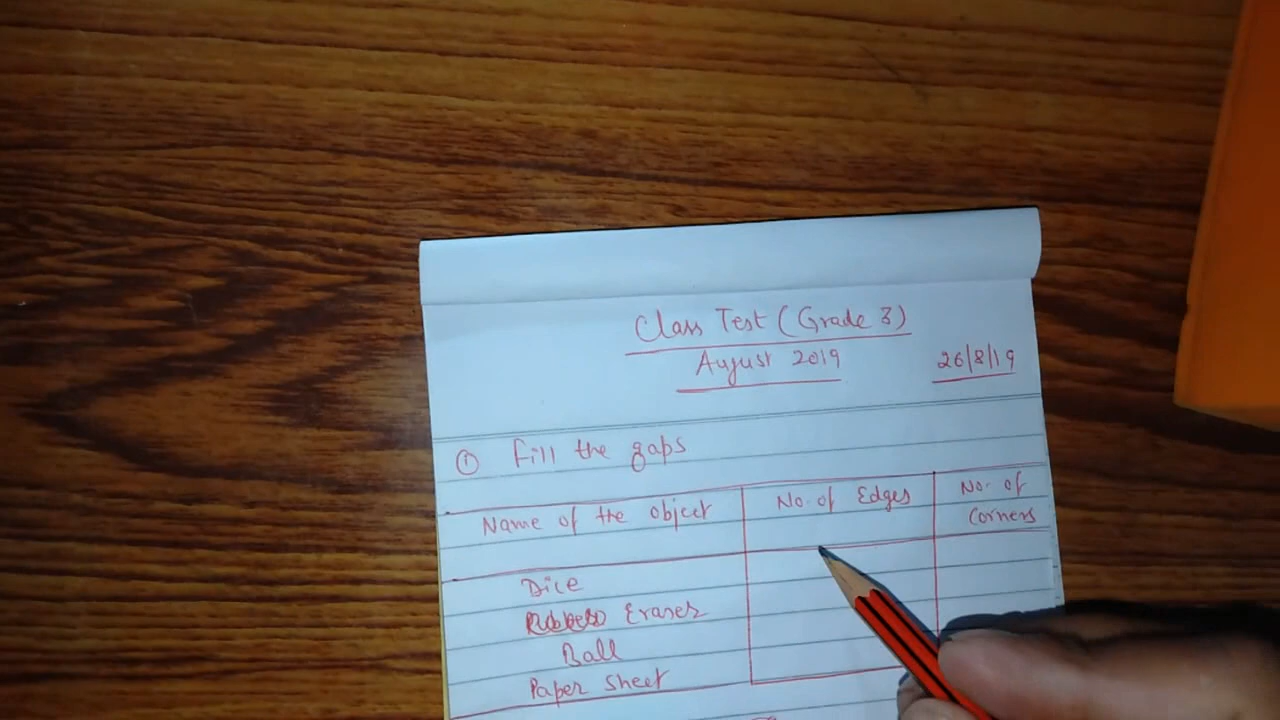 Class Test (Grade 3)
August 2019
26/8/19
① Fill the gaps
Name of the object
No. of Edges
No. of
Corners
Dice
Eraser
Ball
Paper sheet